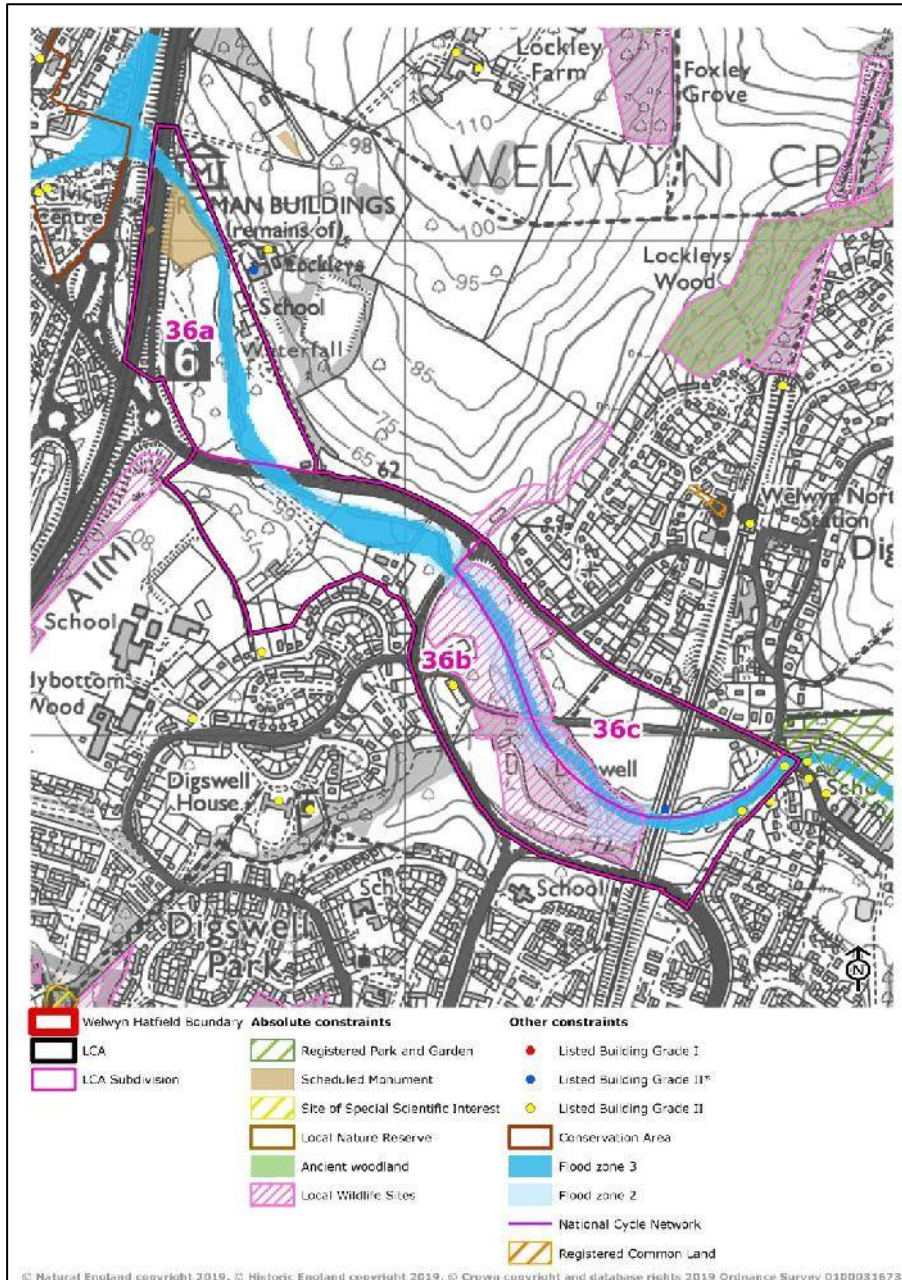 Lockley
Farm
Foxley
Grove
110
98
WELWYN CP
Civic
Centre
ROMAN BUILDINGS
(remains of)
100
Lockleys
95
Lockleys
Wood
School
36a
6
Waterfall
85
75
65
62
Welwyn North
Station
Dig
55
A1(M)
80
School
36b
dybottom
Wood
36c
Digswell
House
Sch
School
Digswell
Park
N
Welwyn Hatfield Boundary
LCA
LCA Subdivision
Absolute constraints
Registered Park and Garden
Scheduled Monument
Site of Special Scientific Interest
Local Nature Reserve
Ancient woodland
Local Wildlife Sites
Other constraints
Listed Building Grade I
Listed Building Grade II*
Listed Building Grade II
Conservation Area
Flood zone 3
Flood zone 2
National Cycle Network
Registered Common Land
© Natural England copyright 2019. © Historic England copyright 2019. © Crown copyright and database rights 2019 Ordnance Survey 0100031673